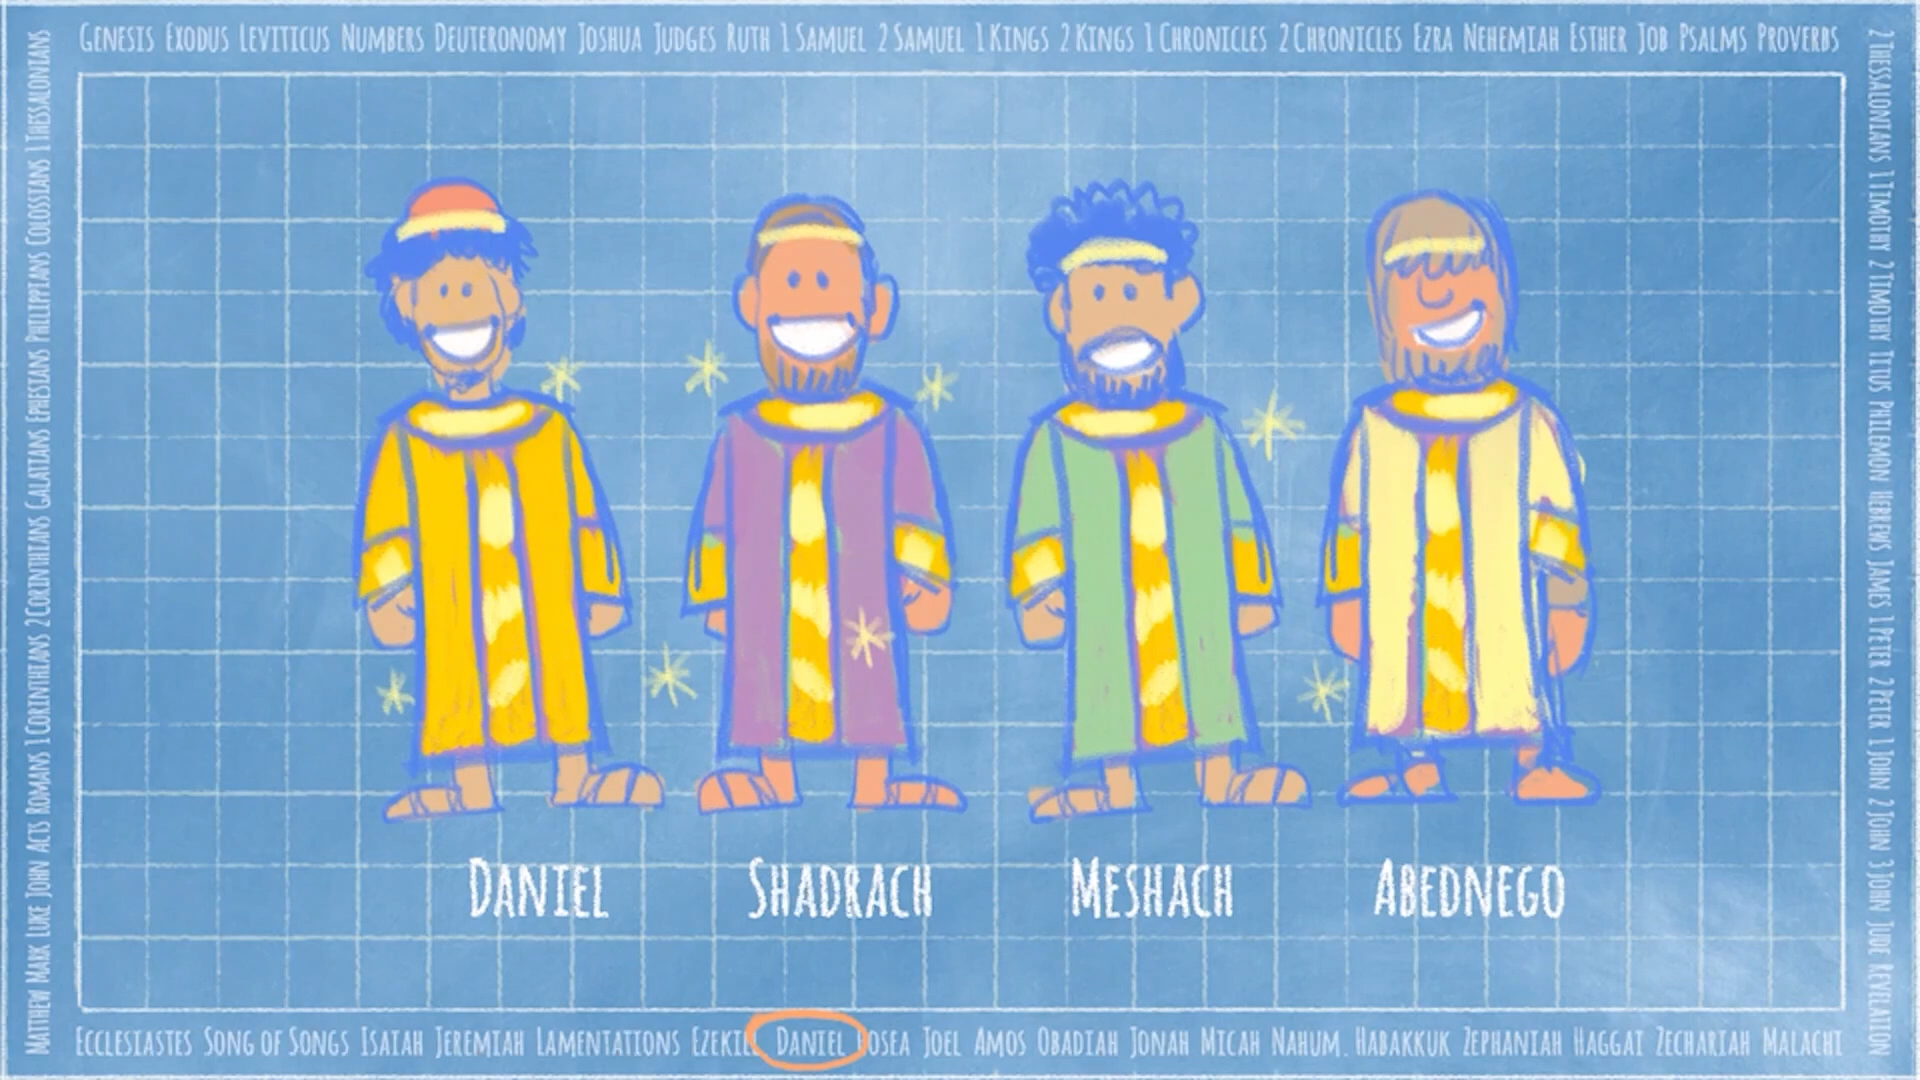 Genesis Exodus Leviticus Numbers Deuteronomy Joshua Judges Ruth 1 Samuel 2 Samuel 1 Kings 2 Kings 1 Chronicles 2 Chronicles Ezra Nehemiah Esther Job Psalms Proverbs
Daniel
Shadrach
Meshach
Abednego
Ecclesiastes Song of Songs Isaiah Jeremiah Lamentations Daniel Joel Amos Obadiah Jonah Micah Nahum Habakkuk Zephaniah Haggai Zechariah Malachi
Matthew Mark Luke John Acts Romans 1 Corinthians 2 Corinthians Galatians Ephesians Philippians Colossians 1 Thessalonians
2 Thessalonians 1 Timothy 2 Timothy Titus Philemon Hebrews James 1 Peter 2 Peter 1 John 2 John 3 John Jude Revelation